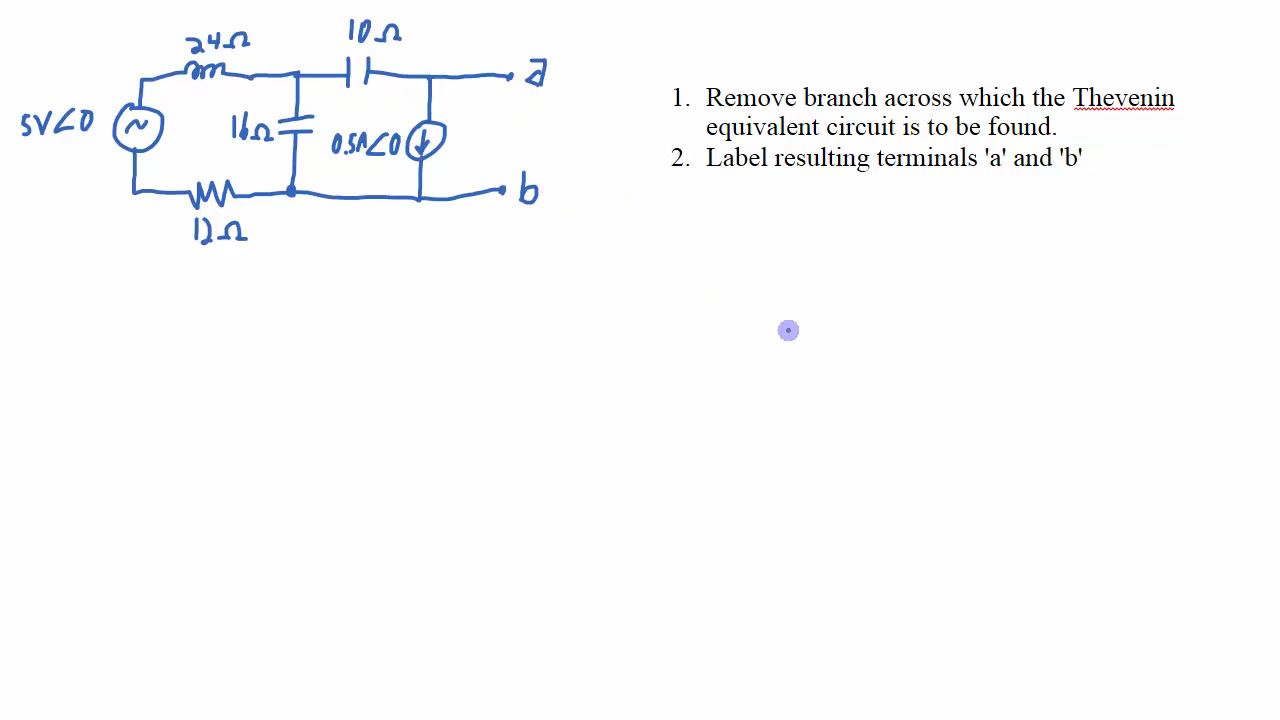 24Ω
10Ω
5V∠0
16Ω
0.5A∠0
a
b
12Ω
1. Remove branch across which the Thevenin
equivalent circuit is to be found.
2. Label resulting terminals 'a' and 'b'